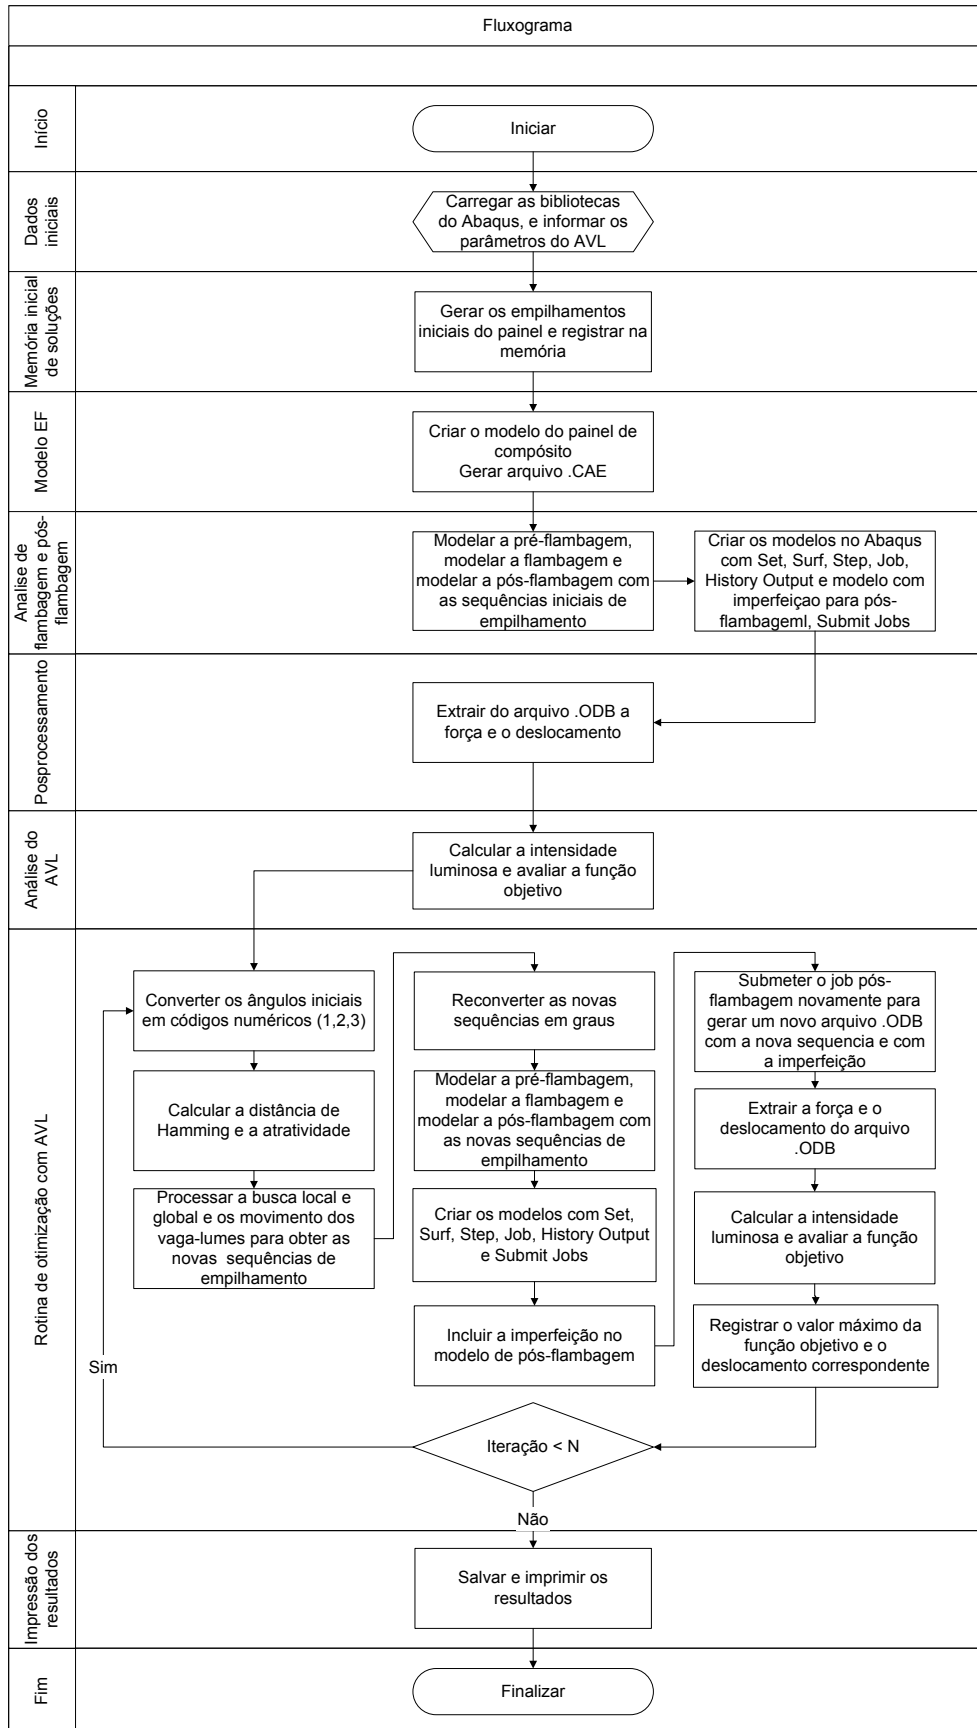 Fluxograma
Início
Iniciar
Dados
iniciais
Carregar as bibliotecas
do Abaqus, e informar os
parâmetros do AVL
Memória inicial
de soluções
Gerar os empilhamentos
iniciais do painel e registrar na
memória
Modelo EF
Criar o modelo do painel de
compósito
Gerar arquivo .CAE
Analise de
flambagem e pós-
flambagem
Modelar a pré-flambagem,
modelar a flambagem e
modelar a pós-flambagem com
as sequências iniciais de
empilhamento
Criar os modelos no Abaqus
com Set, Surf, Step, Job,
History Output e modelo com
imperfeiçao para pós-
flambageml, Submit Jobs
Posprocessamento
Extrair do arquivo .ODB a
força e o deslocamento
Análise do
AVL
Calcular a intensidade
luminosa e avaliar a função
objetivo
Rotina de otimização com AVL
Converter os ângulos iniciais
em códigos numéricos (1,2,3)
Calcular a distância de
Hamming e a atratividade
Processar a busca local e
global e os movimento dos
vaga-lumes para obter as
novas sequências de
empilhamento
Reconverter as novas
sequências em graus
Modelar a pré-flambagem,
modelar a flambagem e
modelar a pós-flambagem com
as novas sequências de
empilhamento
Criar os modelos com Set,
Surf, Step, Job, History Output
e Submit Jobs
Incluir a imperfeição no
modelo de pós-flambagem
Submeter o job pós-
flambagem novamente para
gerar um novo arquivo .ODB
com a nova sequencia e com
a imperfeição
Extrair a força e o
deslocamento do arquivo
.ODB
Calcular a intensidade
luminosa e avaliar a função
objetivo
Registrar o valor máximo da
função objetivo e o
deslocamento correspondente
Sim
Iteração < N
Não
Impressão dos
resultados
Salvar e imprimir os
resultados
Fim
Finalizar